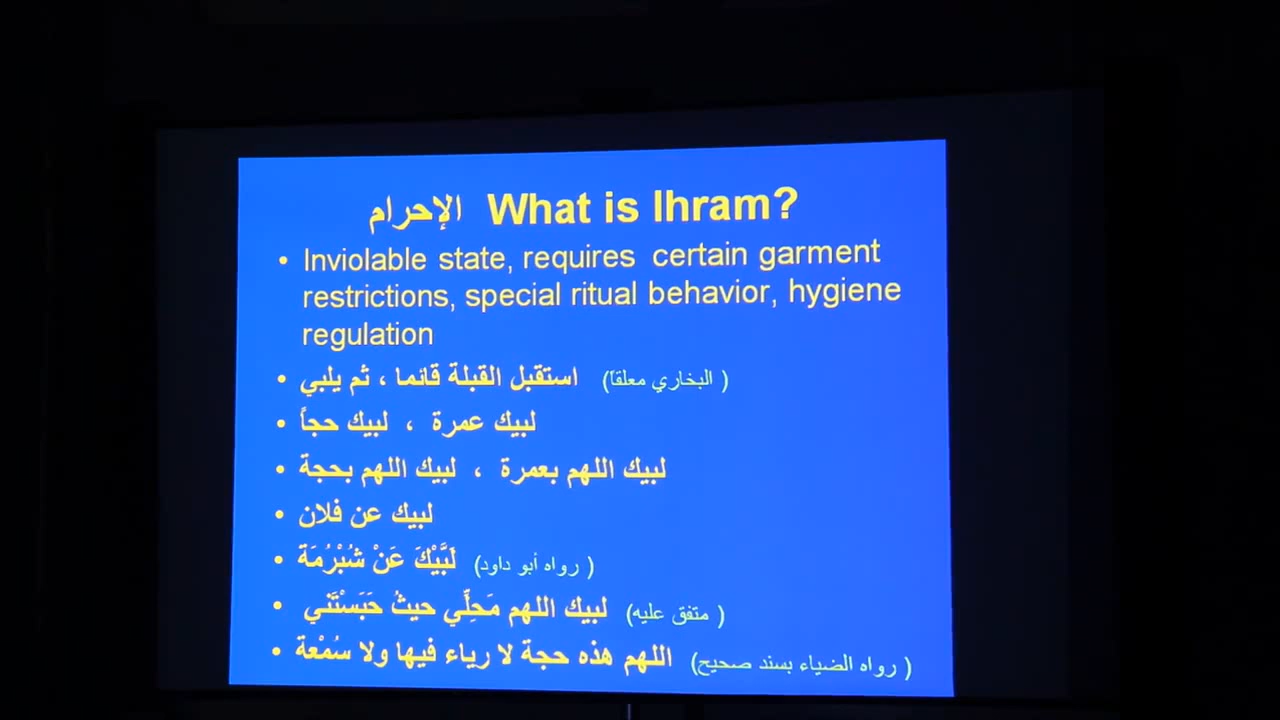 الإحرام What is Ihram?
• Inviolable state, requires certain garment
restrictions, special ritual behavior, hygiene
regulation
• استقبل القبلة قائما ، ثم يلبي (البخاري معلقاً )
• لبيك عمرة ، لبيك حجاً
• لبيك اللهم بعمرة ، لبيك اللهم بحجة
• لبيك عن فلان
• لَبَّيْكَ عَنْ شُبْرُمَة (رواه أبو داود )
• لبيك اللهم مَحِلِّي حيثُ حَبَسْتَني (متفق عليه )
• اللهم هذه حجة لا رياء فيها ولا سُمْعة (رواه الضياء بسند صحيح )